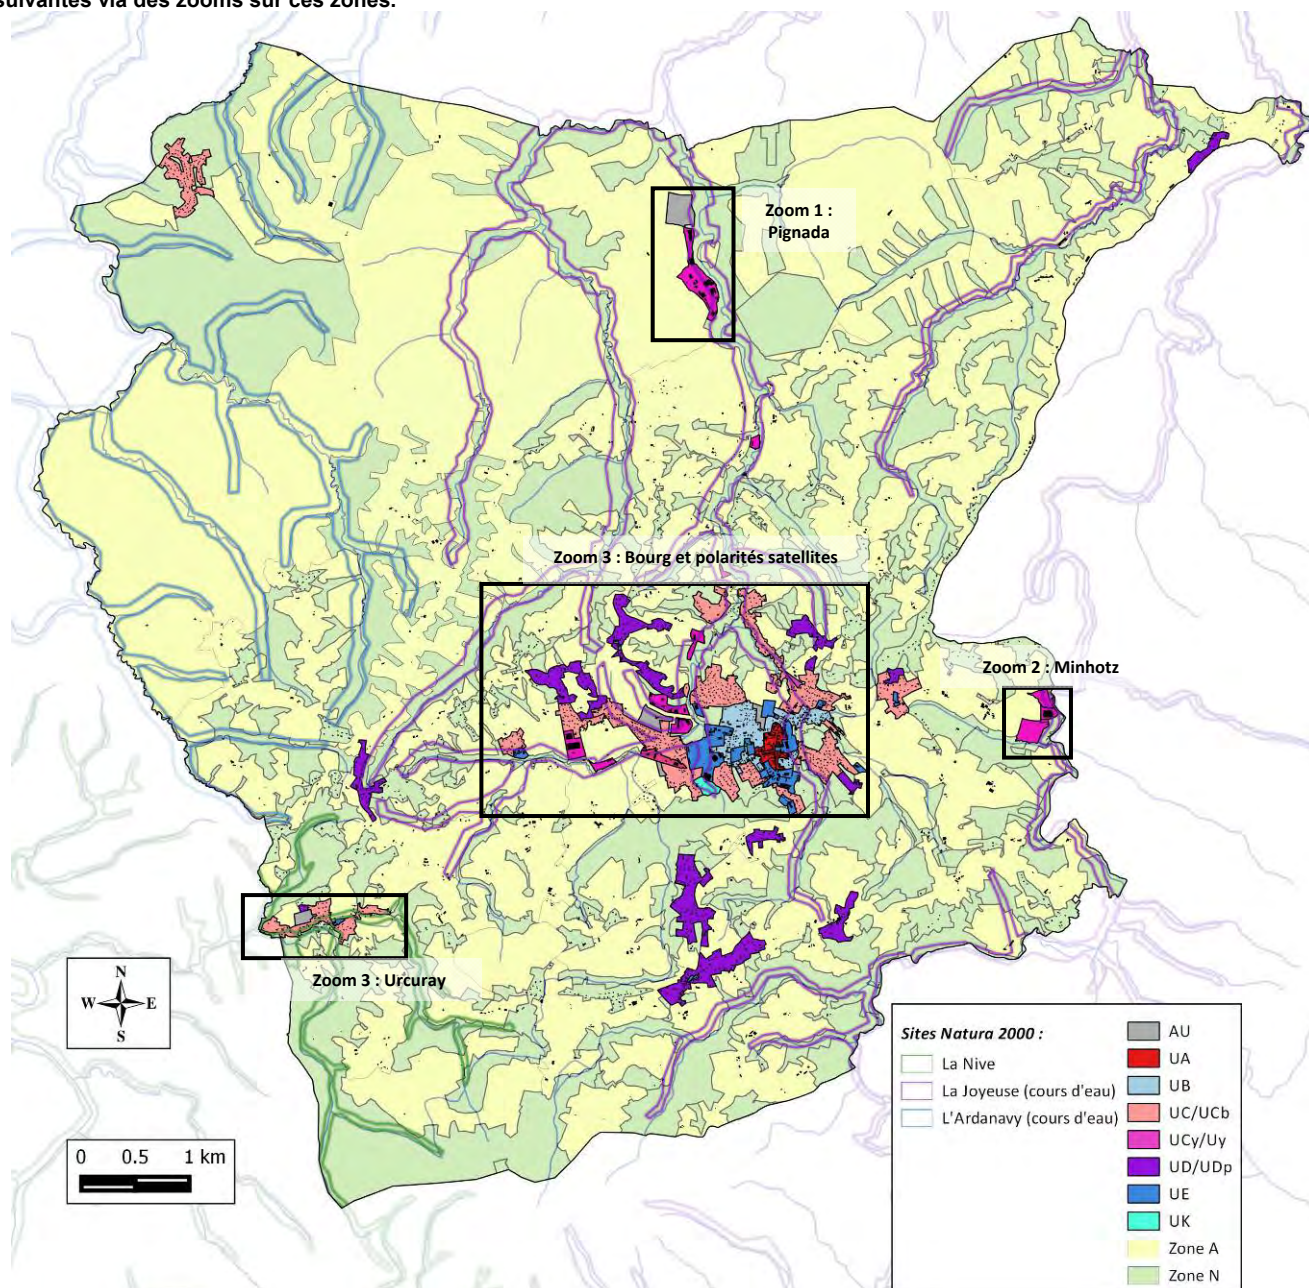 suivantes via des zooms sur ces zones.
Zoom 1 :
Pignada
Zoom 3 : Bourg et polarités satellites
Zoom 2 : Minhotz
Zoom 3 : Urcuray
N
W E
S
0 0.5 1 km
Sites Natura 2000 :
La Nive
La Joyeuse (cours d'eau)
L'Ardanavy (cours d'eau)
AU
UA
UB
UC/UCb
UCy/Uy
UD/UDp
UE
UK
Zone A
Zone N